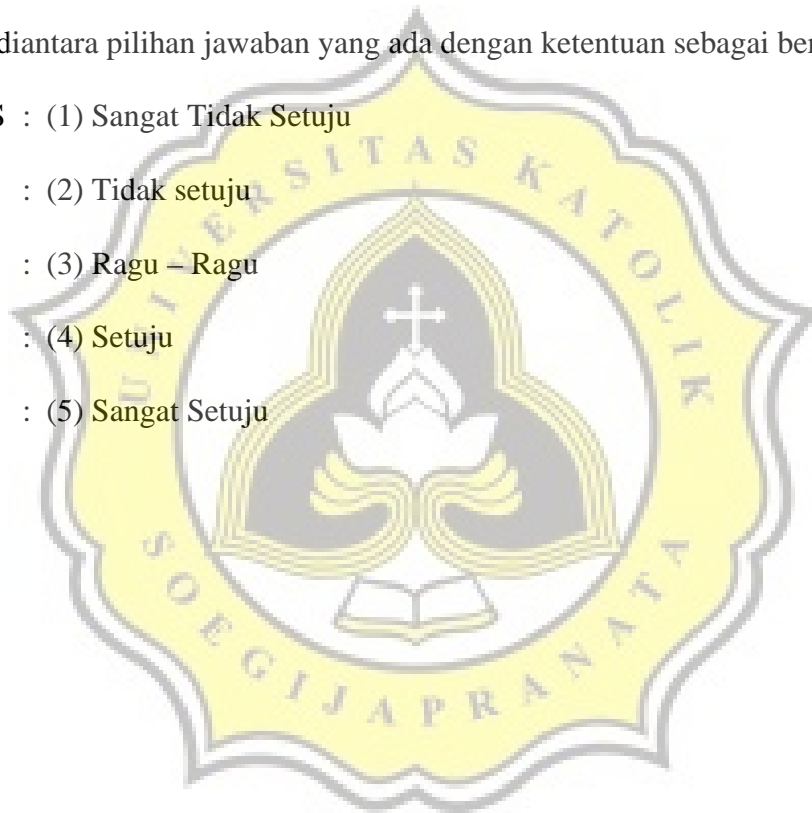 diantara pilihan jawaban yang ada dengan ketentuan sebagai
: (1) Sangat Tidak Setuju
: (2) Tidak setuju
: (3) Ragu – Ragu
: (4) Setuju
: (5) Sangat Setuju
UNIVERSITAS KATOLIK
SOEGIJAPRANATA